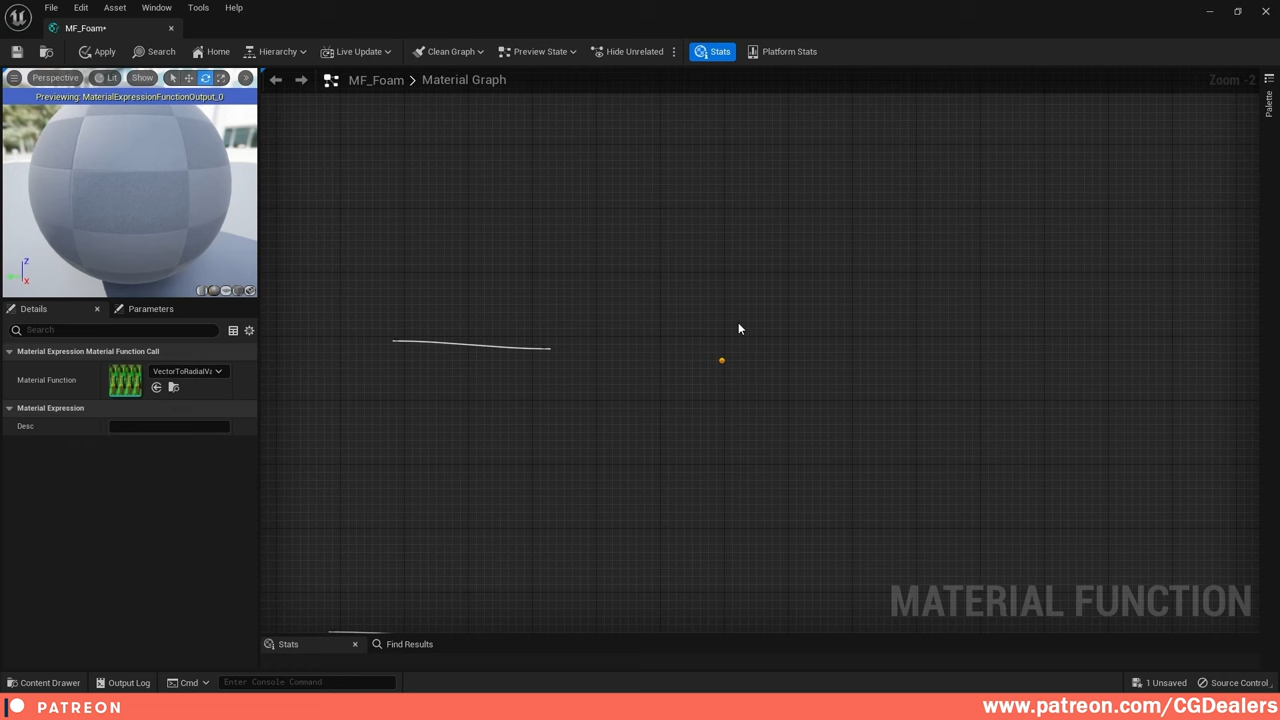 File Edit Asset Window Tools Help
MF_Foam*
Apply Search Home Hierarchy Live Update Clean Graph Preview State Hide Unrelated Stats Platform Stats
Perspective Lit Show
MF_Foam > Material Graph
Zoom -2
Palette
Previewing: MaterialExpressionFunctionOutput_0
Z
X
Details Parameters
Search
Material Expression Material Function Call
Material Function
VectorToRadialVa
Material Expression
Desc
MATERIAL FUNCTION
Stats Find Results
Content Drawer Output Log Cmd Enter Console Command 1 Unsaved Source Control
PATREON www.patreon.com/CGDealers